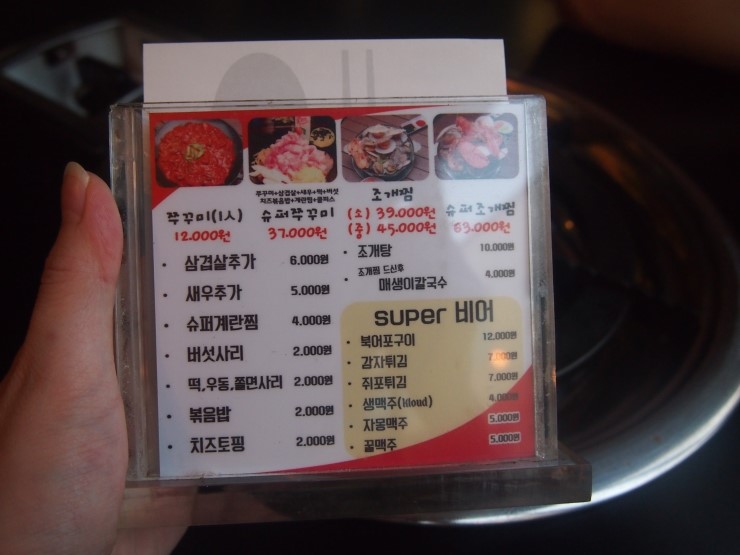 쭈꾸미(1人)
12.000원
쭈꾸미+삼겹살+새우+떡+버섯
치즈볶음밥+계란찜+쿨피스
슈퍼쭈꾸미
37.000원
조개찜
(소) 39.000원
(중) 45.000원
슈퍼조개찜
63.000원
· 삼겹살추가 6.000원
· 새우추가 5.000원
· 슈퍼계란찜 4.000원
· 버섯사리 2.000원
· 떡,우동,쫄면사리 2.000원
· 볶음밥 2.000원
· 치즈토핑 2.000원
· 조개탕 10.000원
· 조개찜 드신후
매생이칼국수 4.000원
super 비어
· 북어포구이 12.000원
· 감자튀김 7.000원
· 쥐포튀김 7.000원
· 생맥주(kloud) 4.000원
· 자몽맥주 5.000원
· 꿀맥주 5.000원